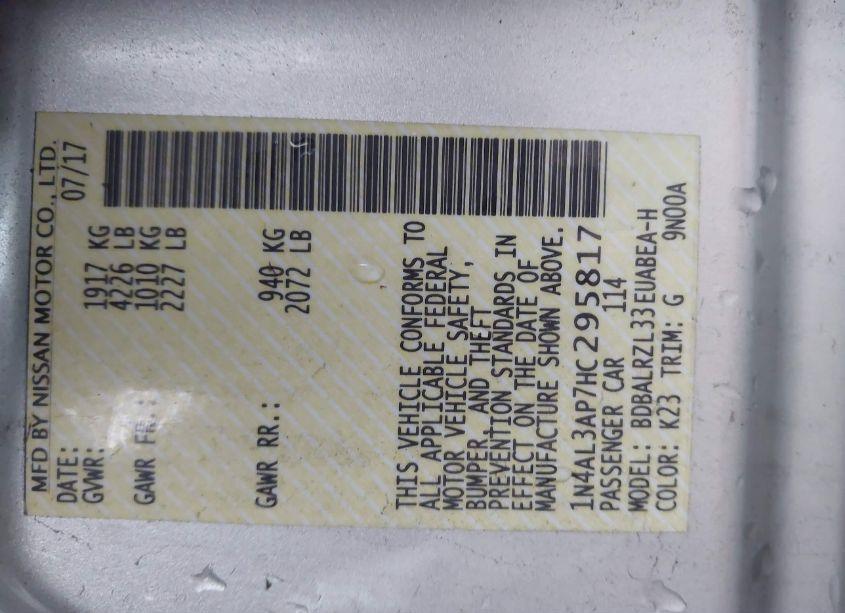 MFD BY NISSAN MOTOR CO., LTD.
DATE: 07/17
GVWR: 1917 KG
4226 LB
GAWR FR.: 1010 KG
2227 LB
GAWR RR.: 940 KG
2072 LB
THIS VEHICLE CONFORMS TO
ALL APPLICABLE FEDERAL
MOTOR VEHICLE SAFETY,
BUMPER, AND THEFT
PREVENTION STANDARDS IN
EFFECT ON THE DATE OF
MANUFACTURE SHOWN ABOVE.
1N4AL3AP7HC295817
PASSENGER CAR 114
MODEL: BDBALRZL33EUABEA-H
COLOR: K23 TRIM: G 9N00A